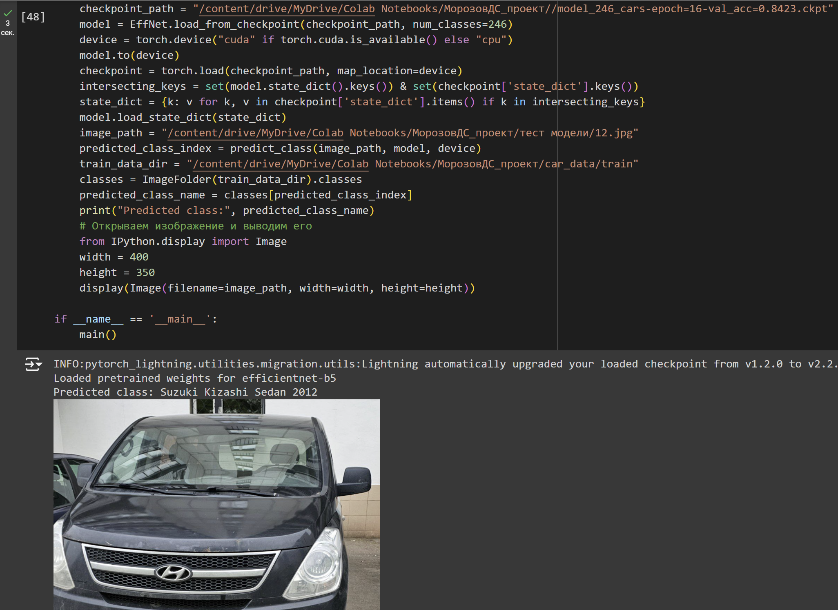 checkpoint_path = "/content/drive/MyDrive/Colab Notebooks/МорозовДС_проект//model_246_cars-epoch=16-val_acc=0.8423.ckpt"
[48]
3
сек.
model = EffNet.load_from_checkpoint(checkpoint_path, num_classes=246)
device = torch.device("cuda" if torch.cuda.is_available() else "cpu")
model.to(device)
checkpoint = torch.load(checkpoint_path, map_location=device)
intersecting_keys = set(model.state_dict().keys()) & set(checkpoint['state_dict'].keys())
state_dict = {k: v for k, v in checkpoint['state_dict'].items() if k in intersecting_keys}
model.load_state_dict(state_dict)
image_path = "/content/drive/MyDrive/Colab Notebooks/МорозовДС_проект/тест модели/12.jpg"
predicted_class_index = predict_class(image_path, model, device)
train_data_dir = "/content/drive/MyDrive/Colab Notebooks/МорозовДС_проект/car_data/train"
classes = ImageFolder(train_data_dir).classes
predicted_class_name = classes[predicted_class_index]
print("Predicted class:", predicted_class_name)
# Открываем изображение и выводим его
from IPython.display import Image
width = 400
height = 350
display(Image(filename=image_path, width=width, height=height))
if __name__ == '__main__':
main()
INFO:pytorch_lightning.utilities.migration.utils:Lightning automatically upgraded your loaded checkpoint from v1.2.0 to v2.2.
Loaded pretrained weights for efficientnet-b5
Predicted class: Suzuki Kizashi Sedan 2012